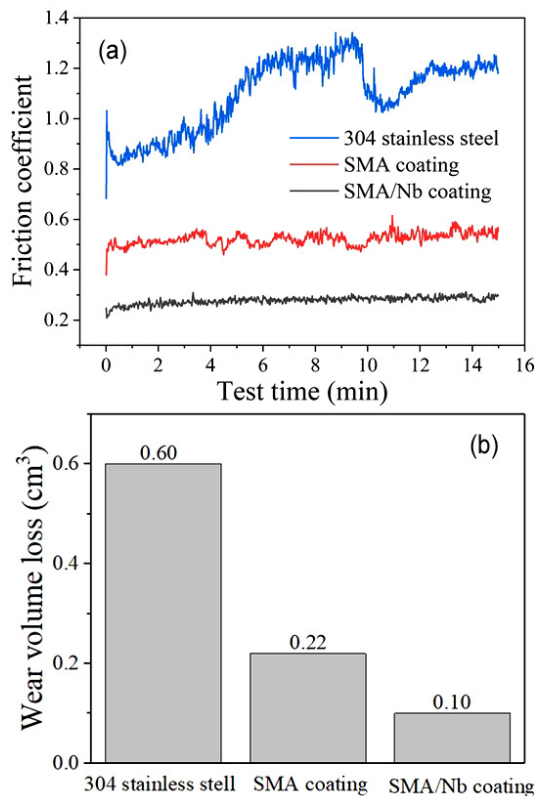 (a)
Friction coefficient
1.4
1.2
1.0
0.8
0.6
0.4
0.2
304 stainless steel
SMA coating
SMA/Nb coating
0 2 4 6 8 10 12 14 16
Test time (min)
(b)
Wear volume loss (cm³)
0.6
0.4
0.2
0.0
0.60
0.22
0.10
304 stainless stell SMA coating SMA/Nb coating